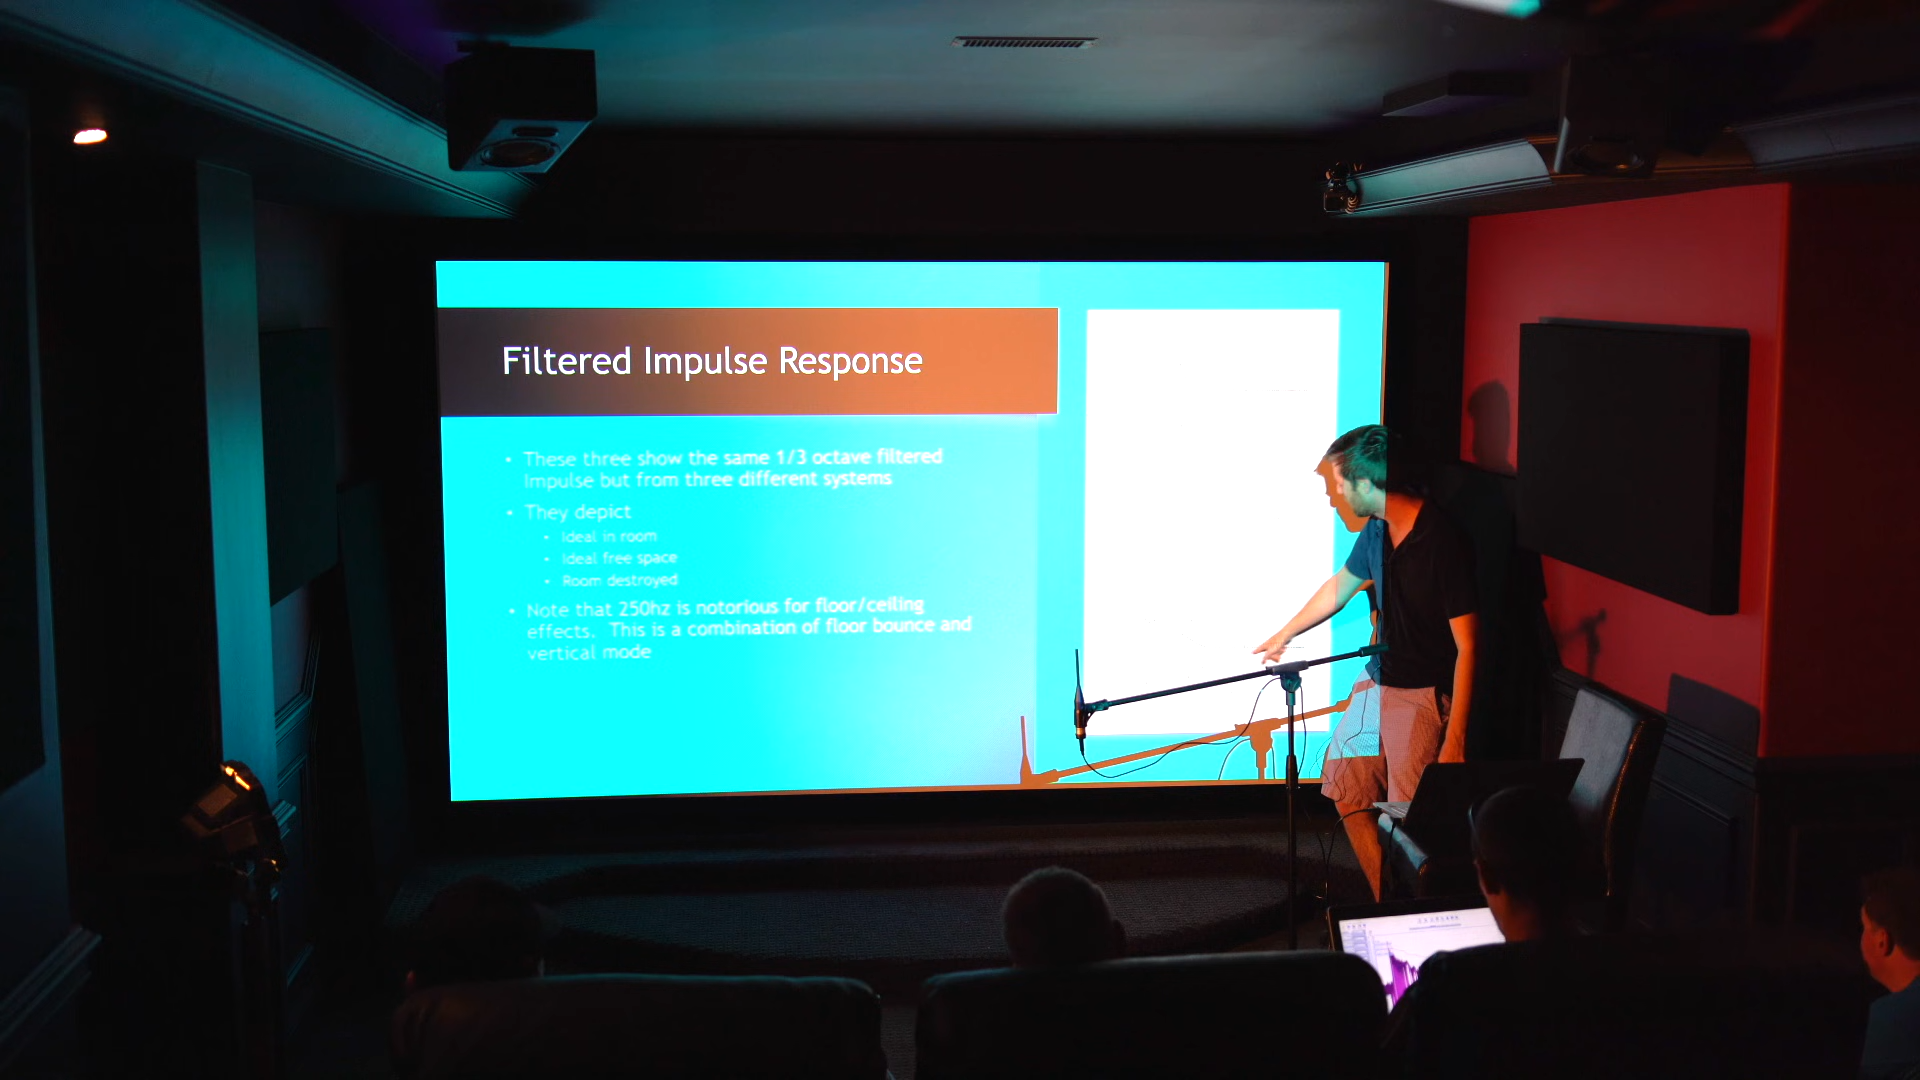 Filtered Impulse Response
• These three show the same 1/3 octave filtered
Impulse but from three different systems
• They depict
• Ideal in room
• Ideal free space
• Room destroyed
• Note that 250hz is notorious for floor/ceiling
effects.  This is a combination of floor bounce and
vertical mode